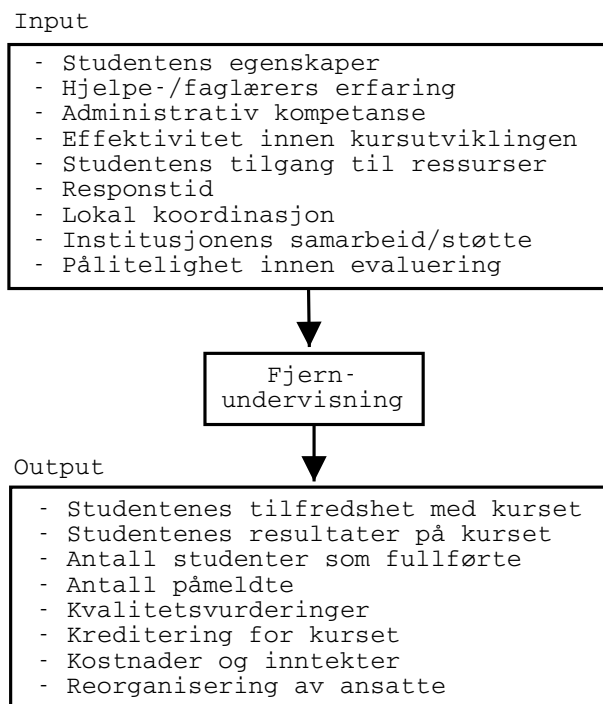 Input
- Studentens egenskaper
- Hjelpe-/faglærers erfaring
- Administrativ kompetanse
- Effektivitet innen kursutviklingen
- Studentens tilgang til ressurser
- Responstid
- Lokal koordinasjon
- Institusjonens samarbeid/støtte
- Pålitelighet innen evaluering
Fjern-
undervisning
Output
- Studentenes tilfredshet med kurset
- Studentenes resultater på kurset
- Antall studenter som fullførte
- Antall påmeldte
- Kvalitetsvurderinger
- Kreditering for kurset
- Kostnader og inntekter
- Reorganisering av ansatte